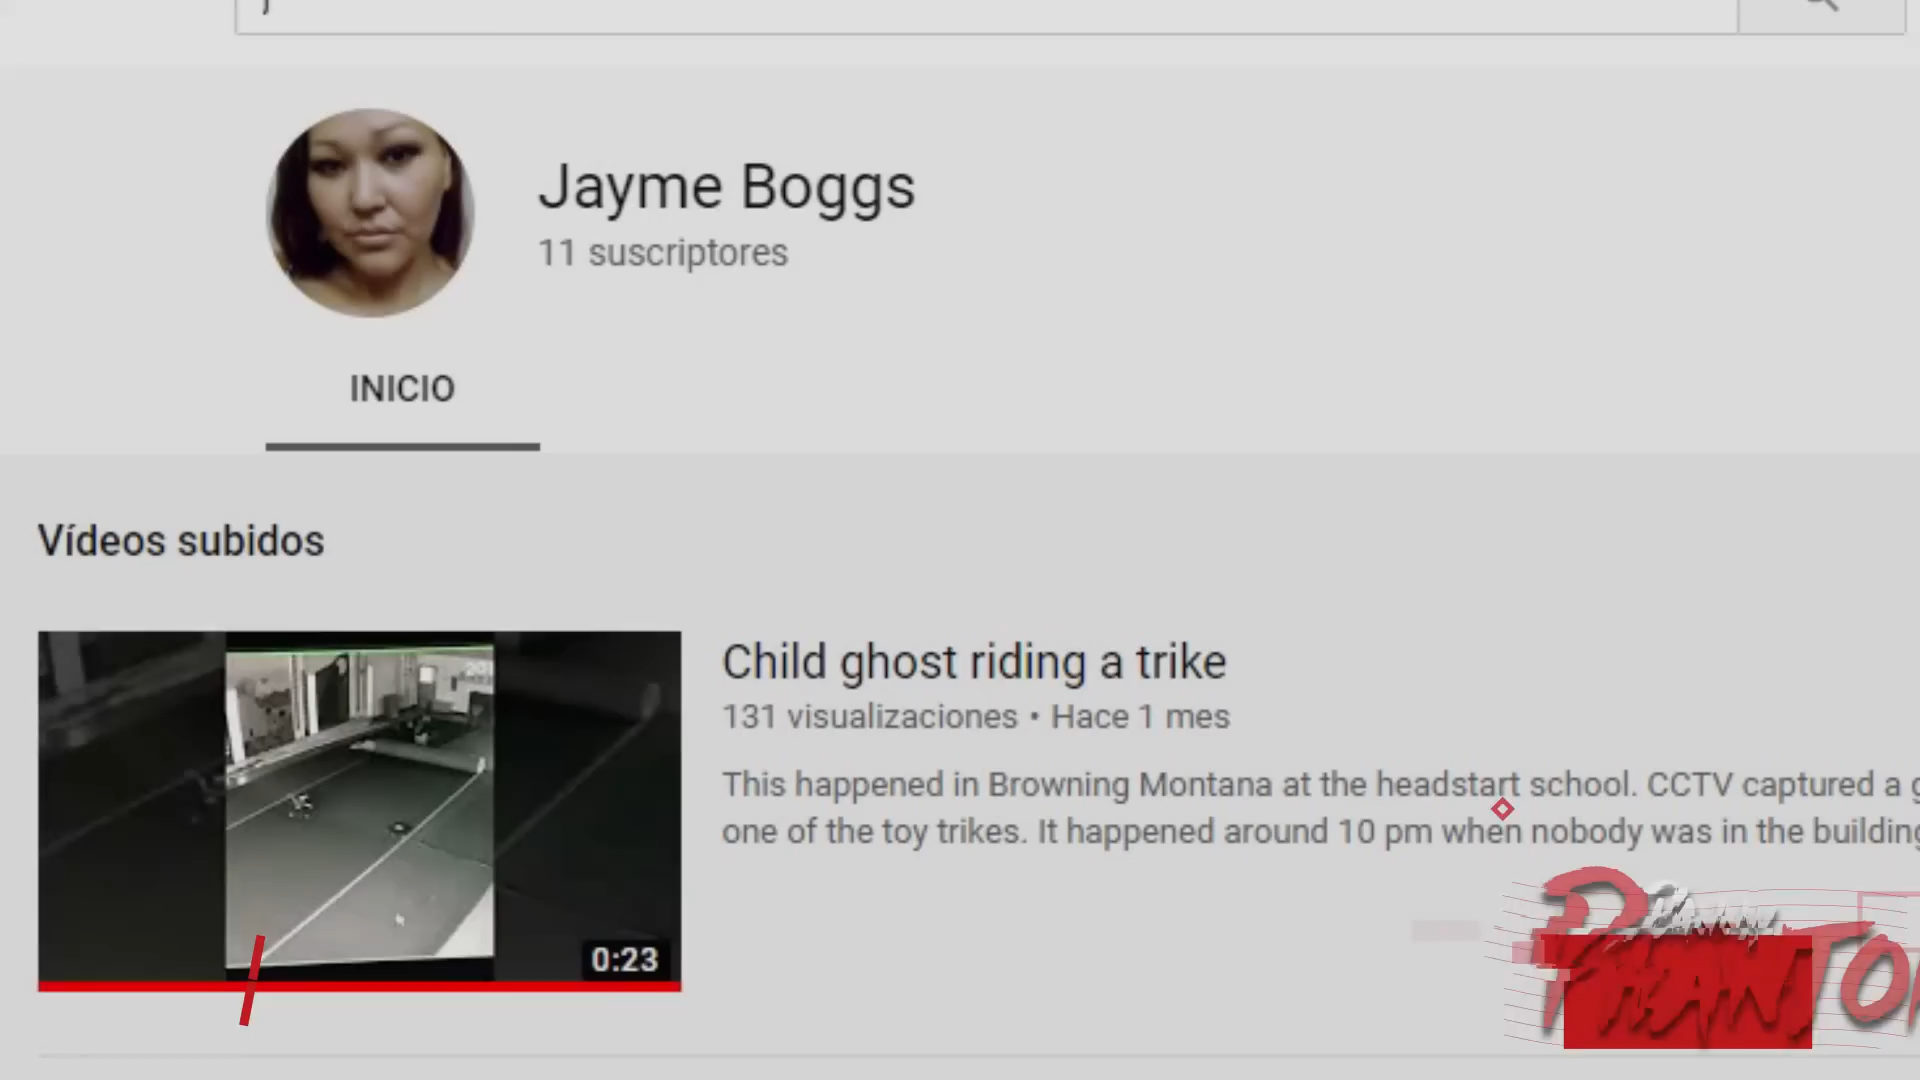 Jayme Boggs
11 suscriptores
INICIO
Vídeos subidos
Child ghost riding a trike
131 visualizaciones • Hace 1 mes
This happened in Browning Montana at the headstart school. CCTV captured a
one of the toy trikes. It happened around 10 pm when nobody was in the building
0:23